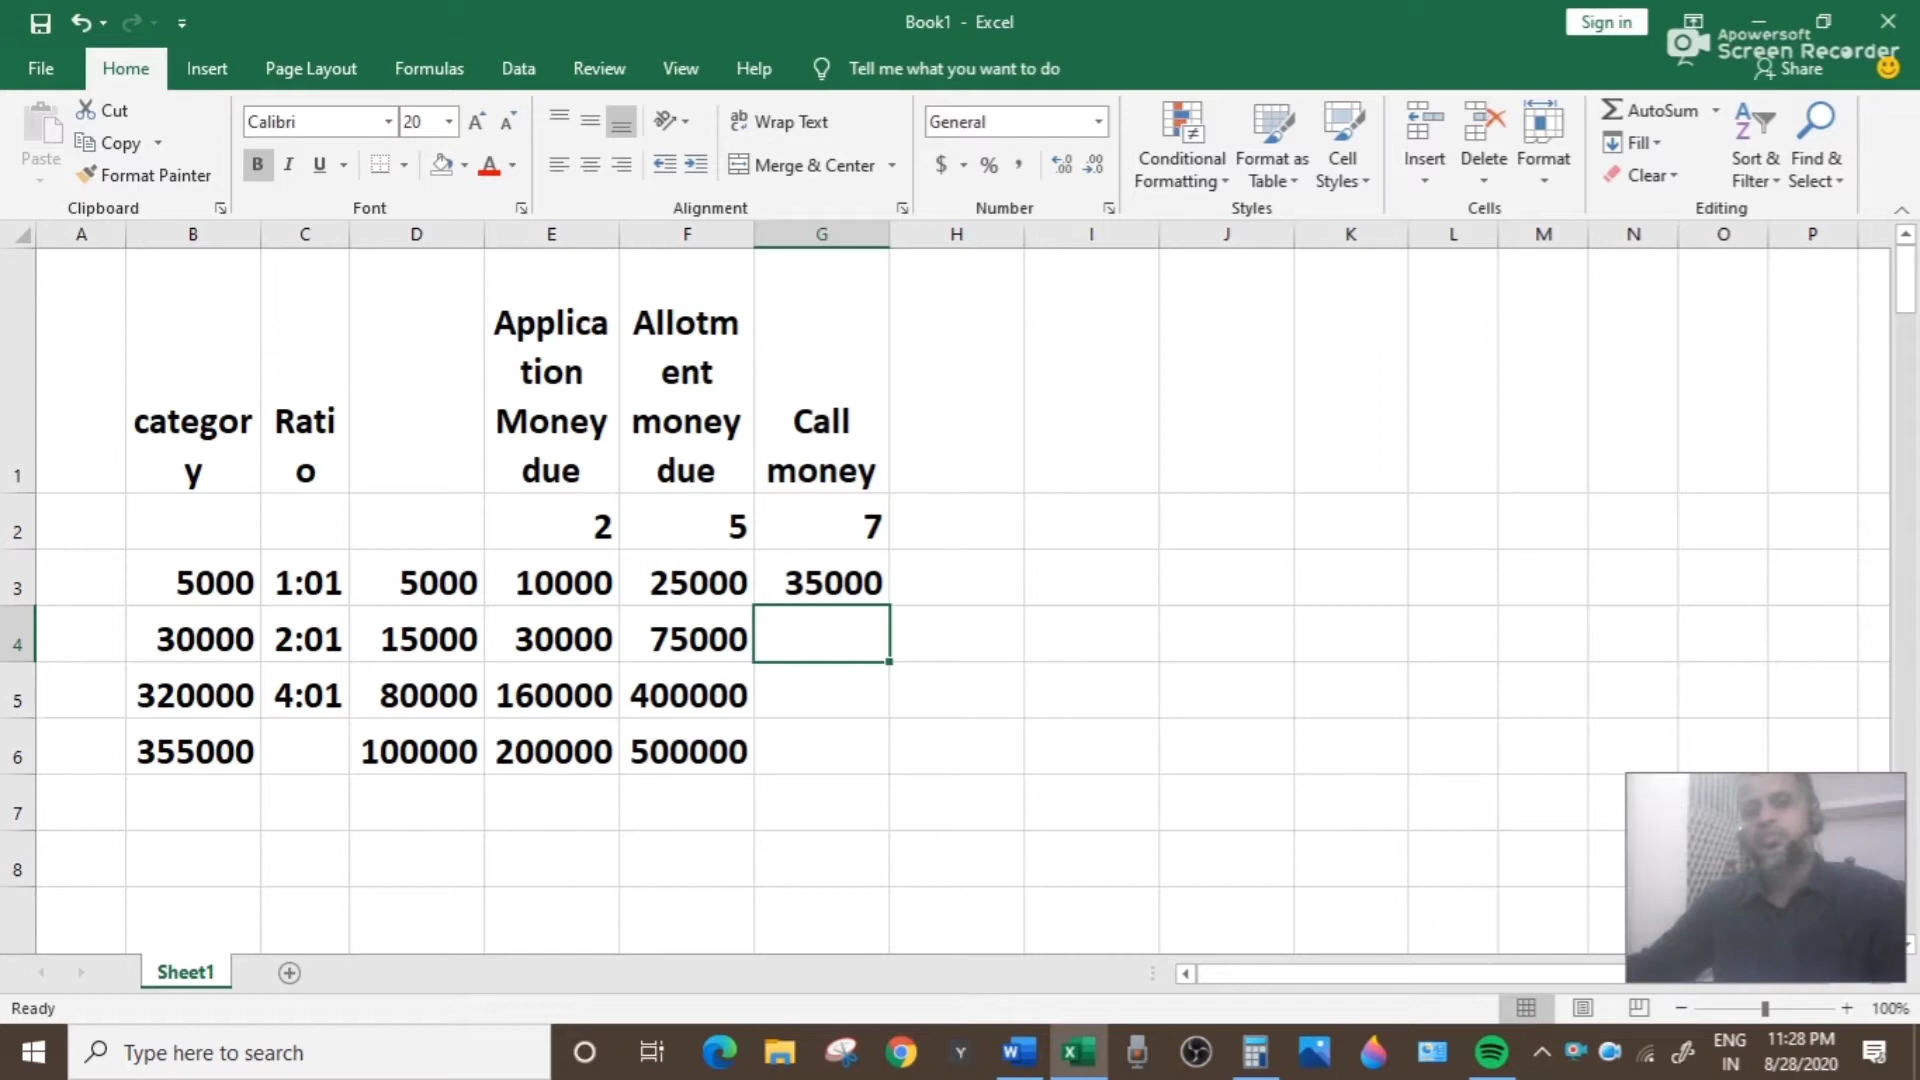 Book1 - Excel
Sign in
Apowersoft
Screen Recorder
File Home Insert Page Layout Formulas Data Review View Help Tell me what you want to do Share
Paste
Cut
Copy
Format Painter
Clipboard
Calibri 20
B I U
Font
Wrap Text
Merge & Center
Alignment
General
$ % ,
Number
Conditional Formatting
Format as Table
Cell Styles
Styles
Insert Delete Format
Cells
AutoSum
Fill
Clear
Sort & Filter
Find & Select
Editing
A B C D E F G H I J K L M N O P
1
categor
y
Rati
o
Applica
tion
Money
due
Allotm
ent
money
due
Call
money
2 2 5 7
3 5000 1:01 5000 10000 25000 35000
4 30000 2:01 15000 30000 75000
5 320000 4:01 80000 160000 400000
6 355000 100000 200000 500000
7
8
Sheet1
Ready
100%
Type here to search
ENG
IN
11:28 PM
8/28/2020